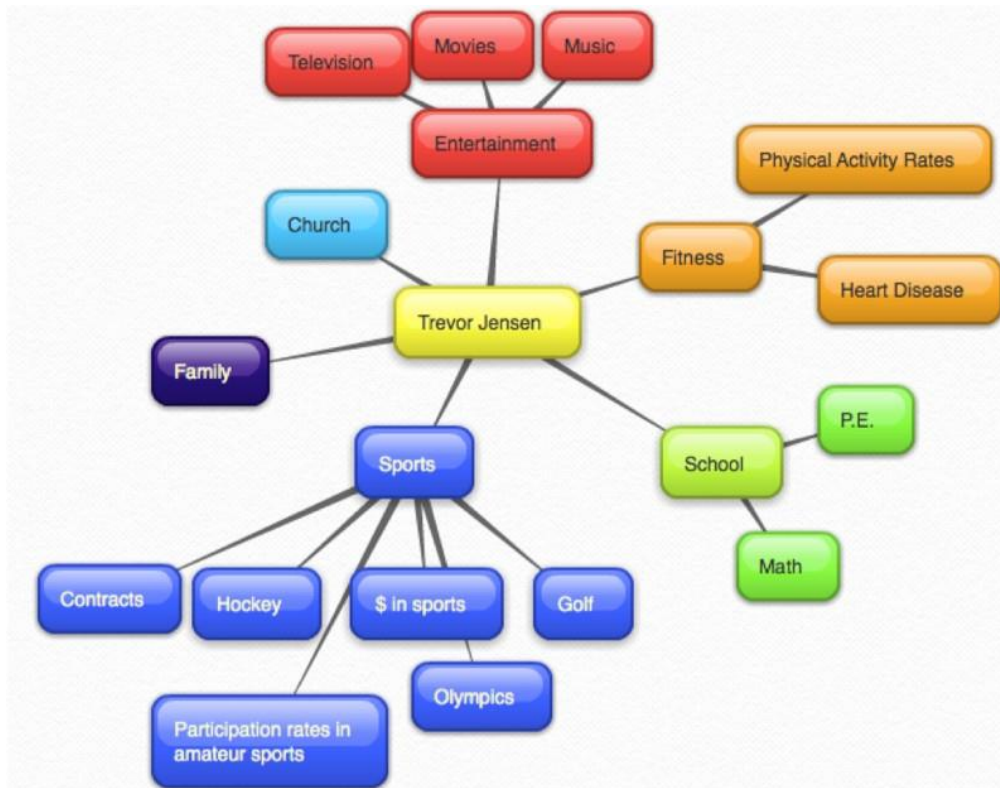 Movies
Music
Television
Entertainment
Physical Activity Rates
Church
Fitness
Heart Disease
Trevor Jensen
Family
P.E.
Sports
School
Math
Contracts
Hockey
$ in sports
Golf
Olympics
Participation rates in
amateur sports